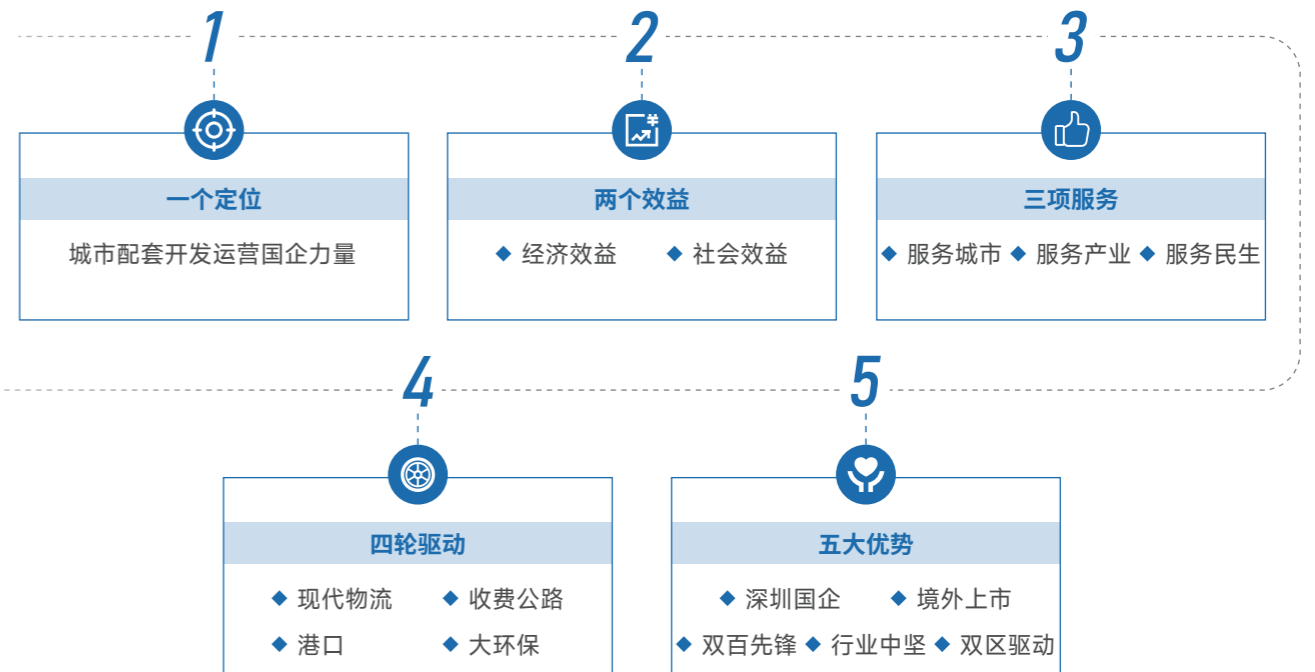 1
2
3
一个定位
城市配套开发运营国企力量
¥
两个效益
◆ 经济效益 ◆ 社会效益
三项服务
◆ 服务城市 ◆ 服务产业 ◆ 服务民生
4
5
四轮驱动
◆ 现代物流 ◆ 收费公路
◆ 港口 ◆ 大环保
五大优势
◆ 深圳国企 ◆ 境外上市
◆ 双百先锋 ◆ 行业中坚 ◆ 双区驱动